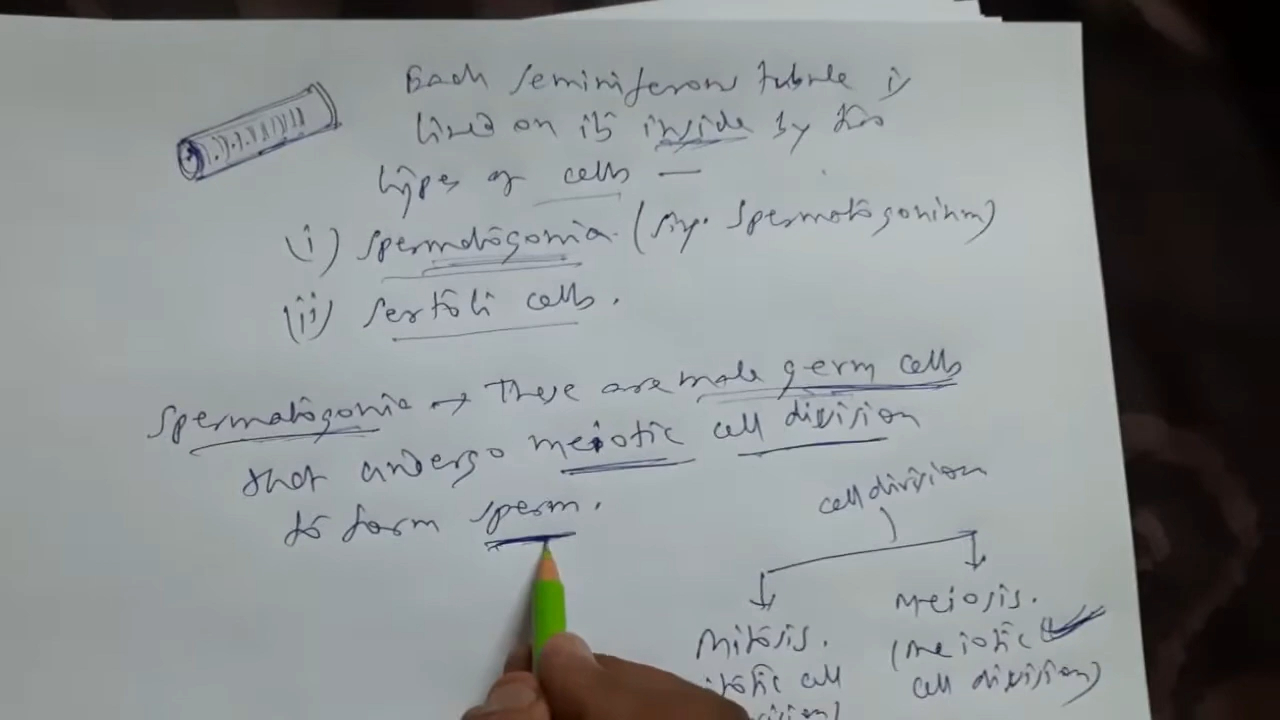 Each seminiferous tubule is
lined on its inside by two
types of cells —
(i) spermatogonia. (sing. spermatogonium)
(ii) sertoli cells.
spermatogonia → These are male germ cells
that undergo meiotic cell division
to form sperm.
cell division
Mitosis.
cell
Meiosis.
(meiotic
cell division)